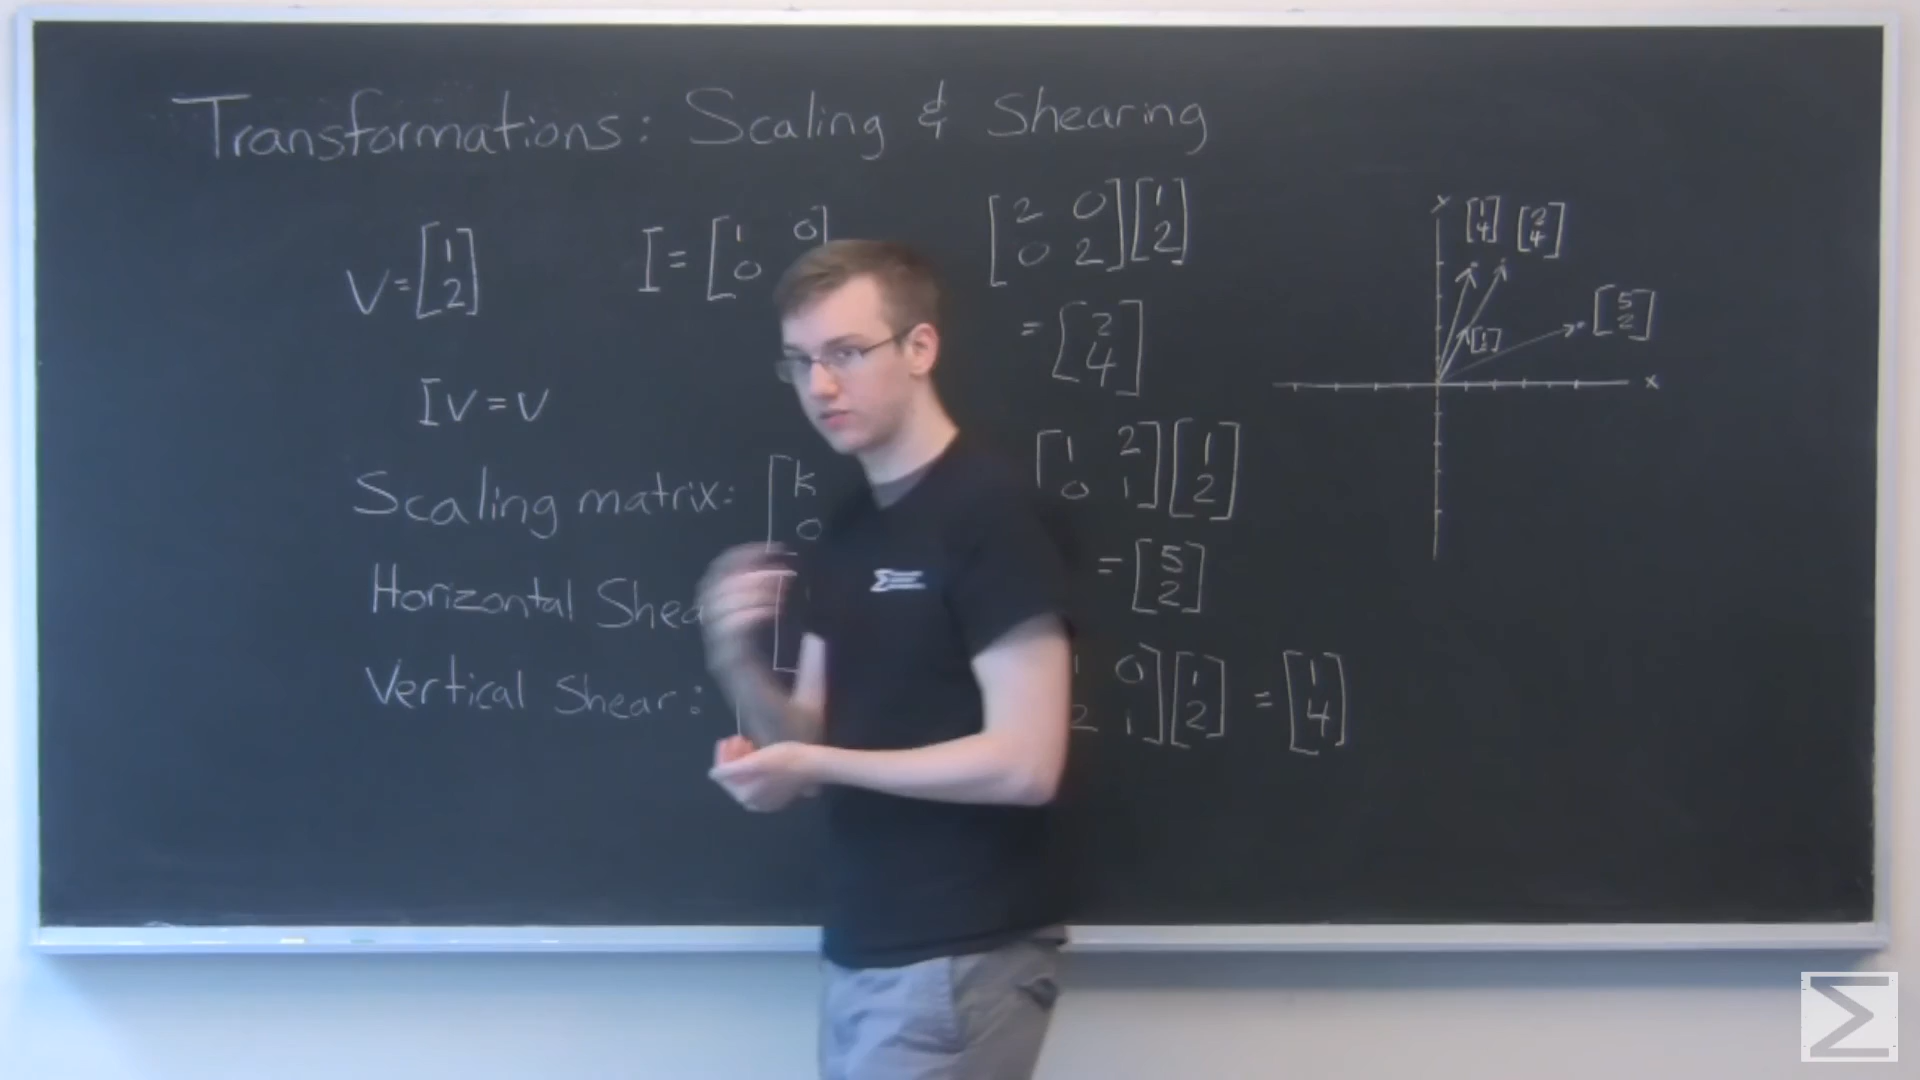 Transformations: Scaling & Shearing
V = [1 2]
I = [1 0 0
[2 0 0 2] [1 2]
= [2 4]
IV = V
Scaling matrix: [k 0
[1 2 0 1] [1 2]
= [5 2]
Horizontal Shea
Vertical Shear:
1 0 2 1] [1 2] = [1 4]
y
[1 4] [2 4]
[5 2]
[1 2]
x
Σ